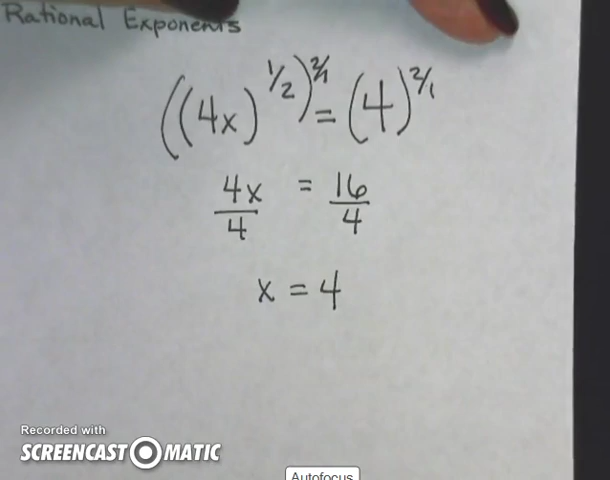 Rational Exponents
((4x)^1/2)^2/1 = (4)^2/1
4x/4 = 16/4
x = 4
Recorded with
SCREENCAST-O-MATIC
Autofocus